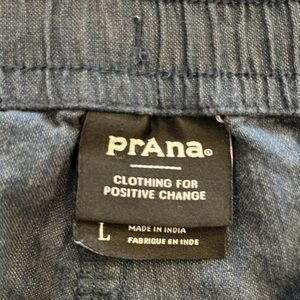 prAna®
CLOTHING FOR
POSITIVE CHANGE
L
MADE IN INDIA
FABRIQUE EN INDE